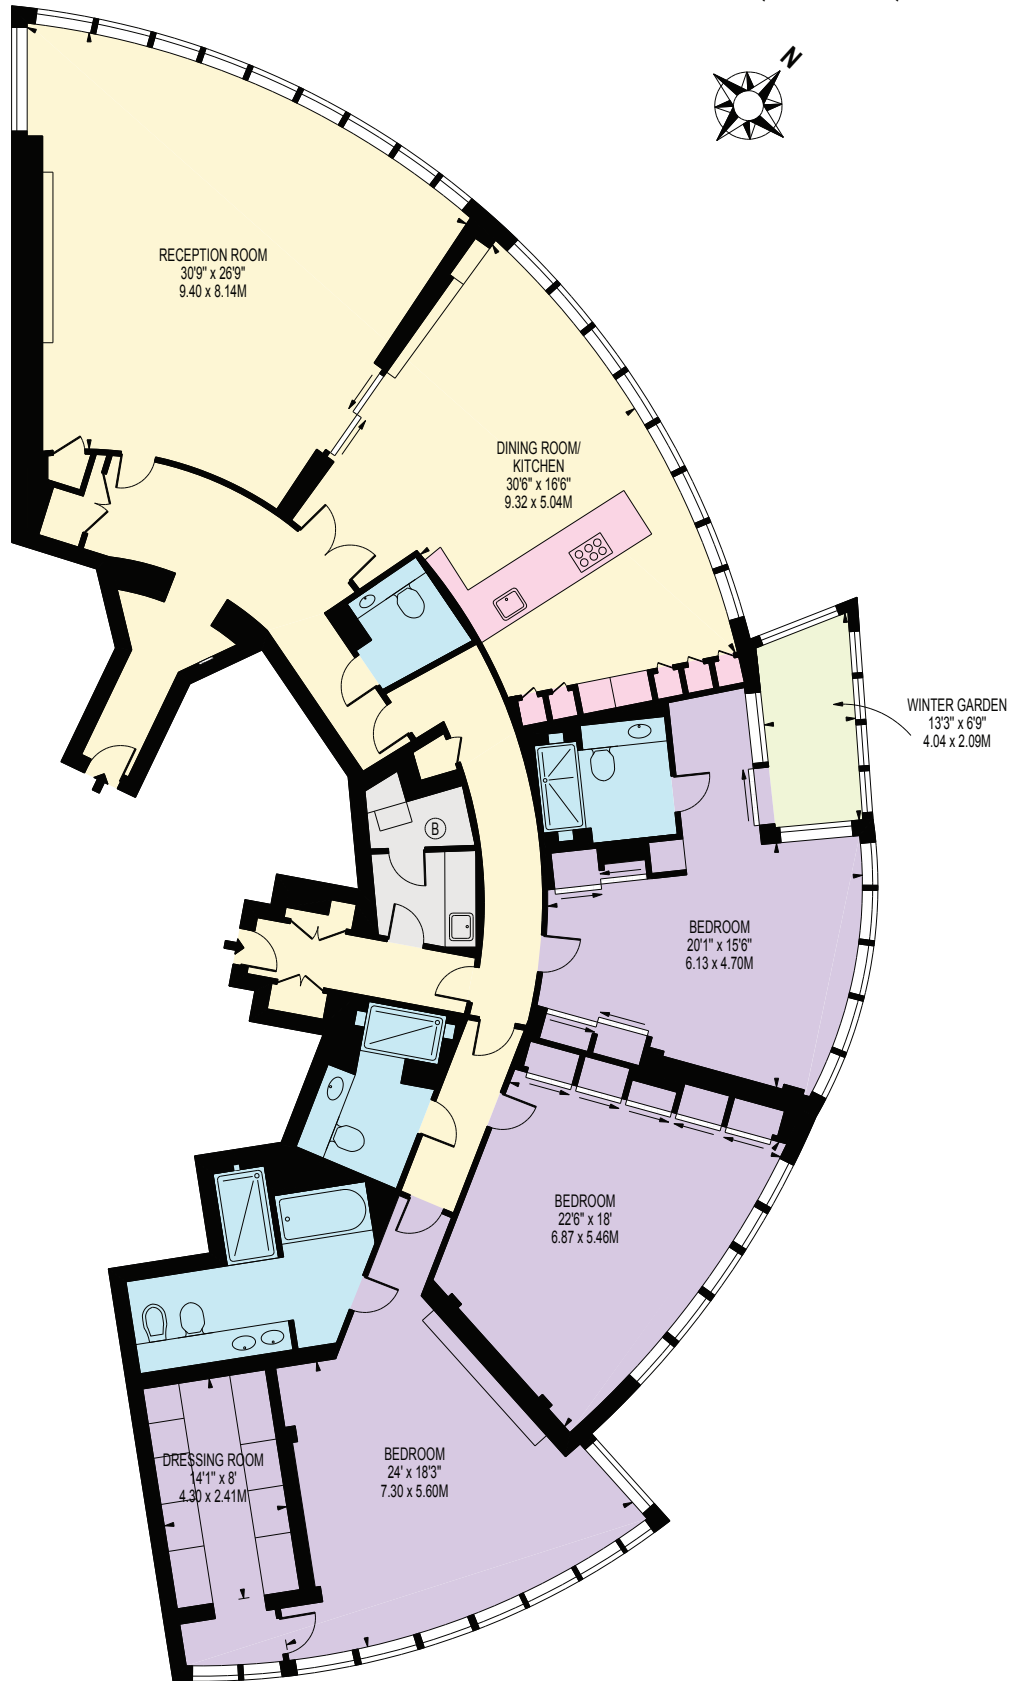 N
RECEPTION ROOM
30'9" x 26'9"
9.40 x 8.14M
DINING ROOM/
KITCHEN
30'6" x 16'6"
9.32 x 5.04M
WINTER GARDEN
13'3" x 6'9"
4.04 x 2.09M
B
BEDROOM
20'1" x 15'6"
6.13 x 4.70M
BEDROOM
22'6" x 18'
6.87 x 5.46M
DRESSING ROOM
14'1" x 8'
4.30 x 2.41M
BEDROOM
24' x 18'3"
7.30 x 5.60M